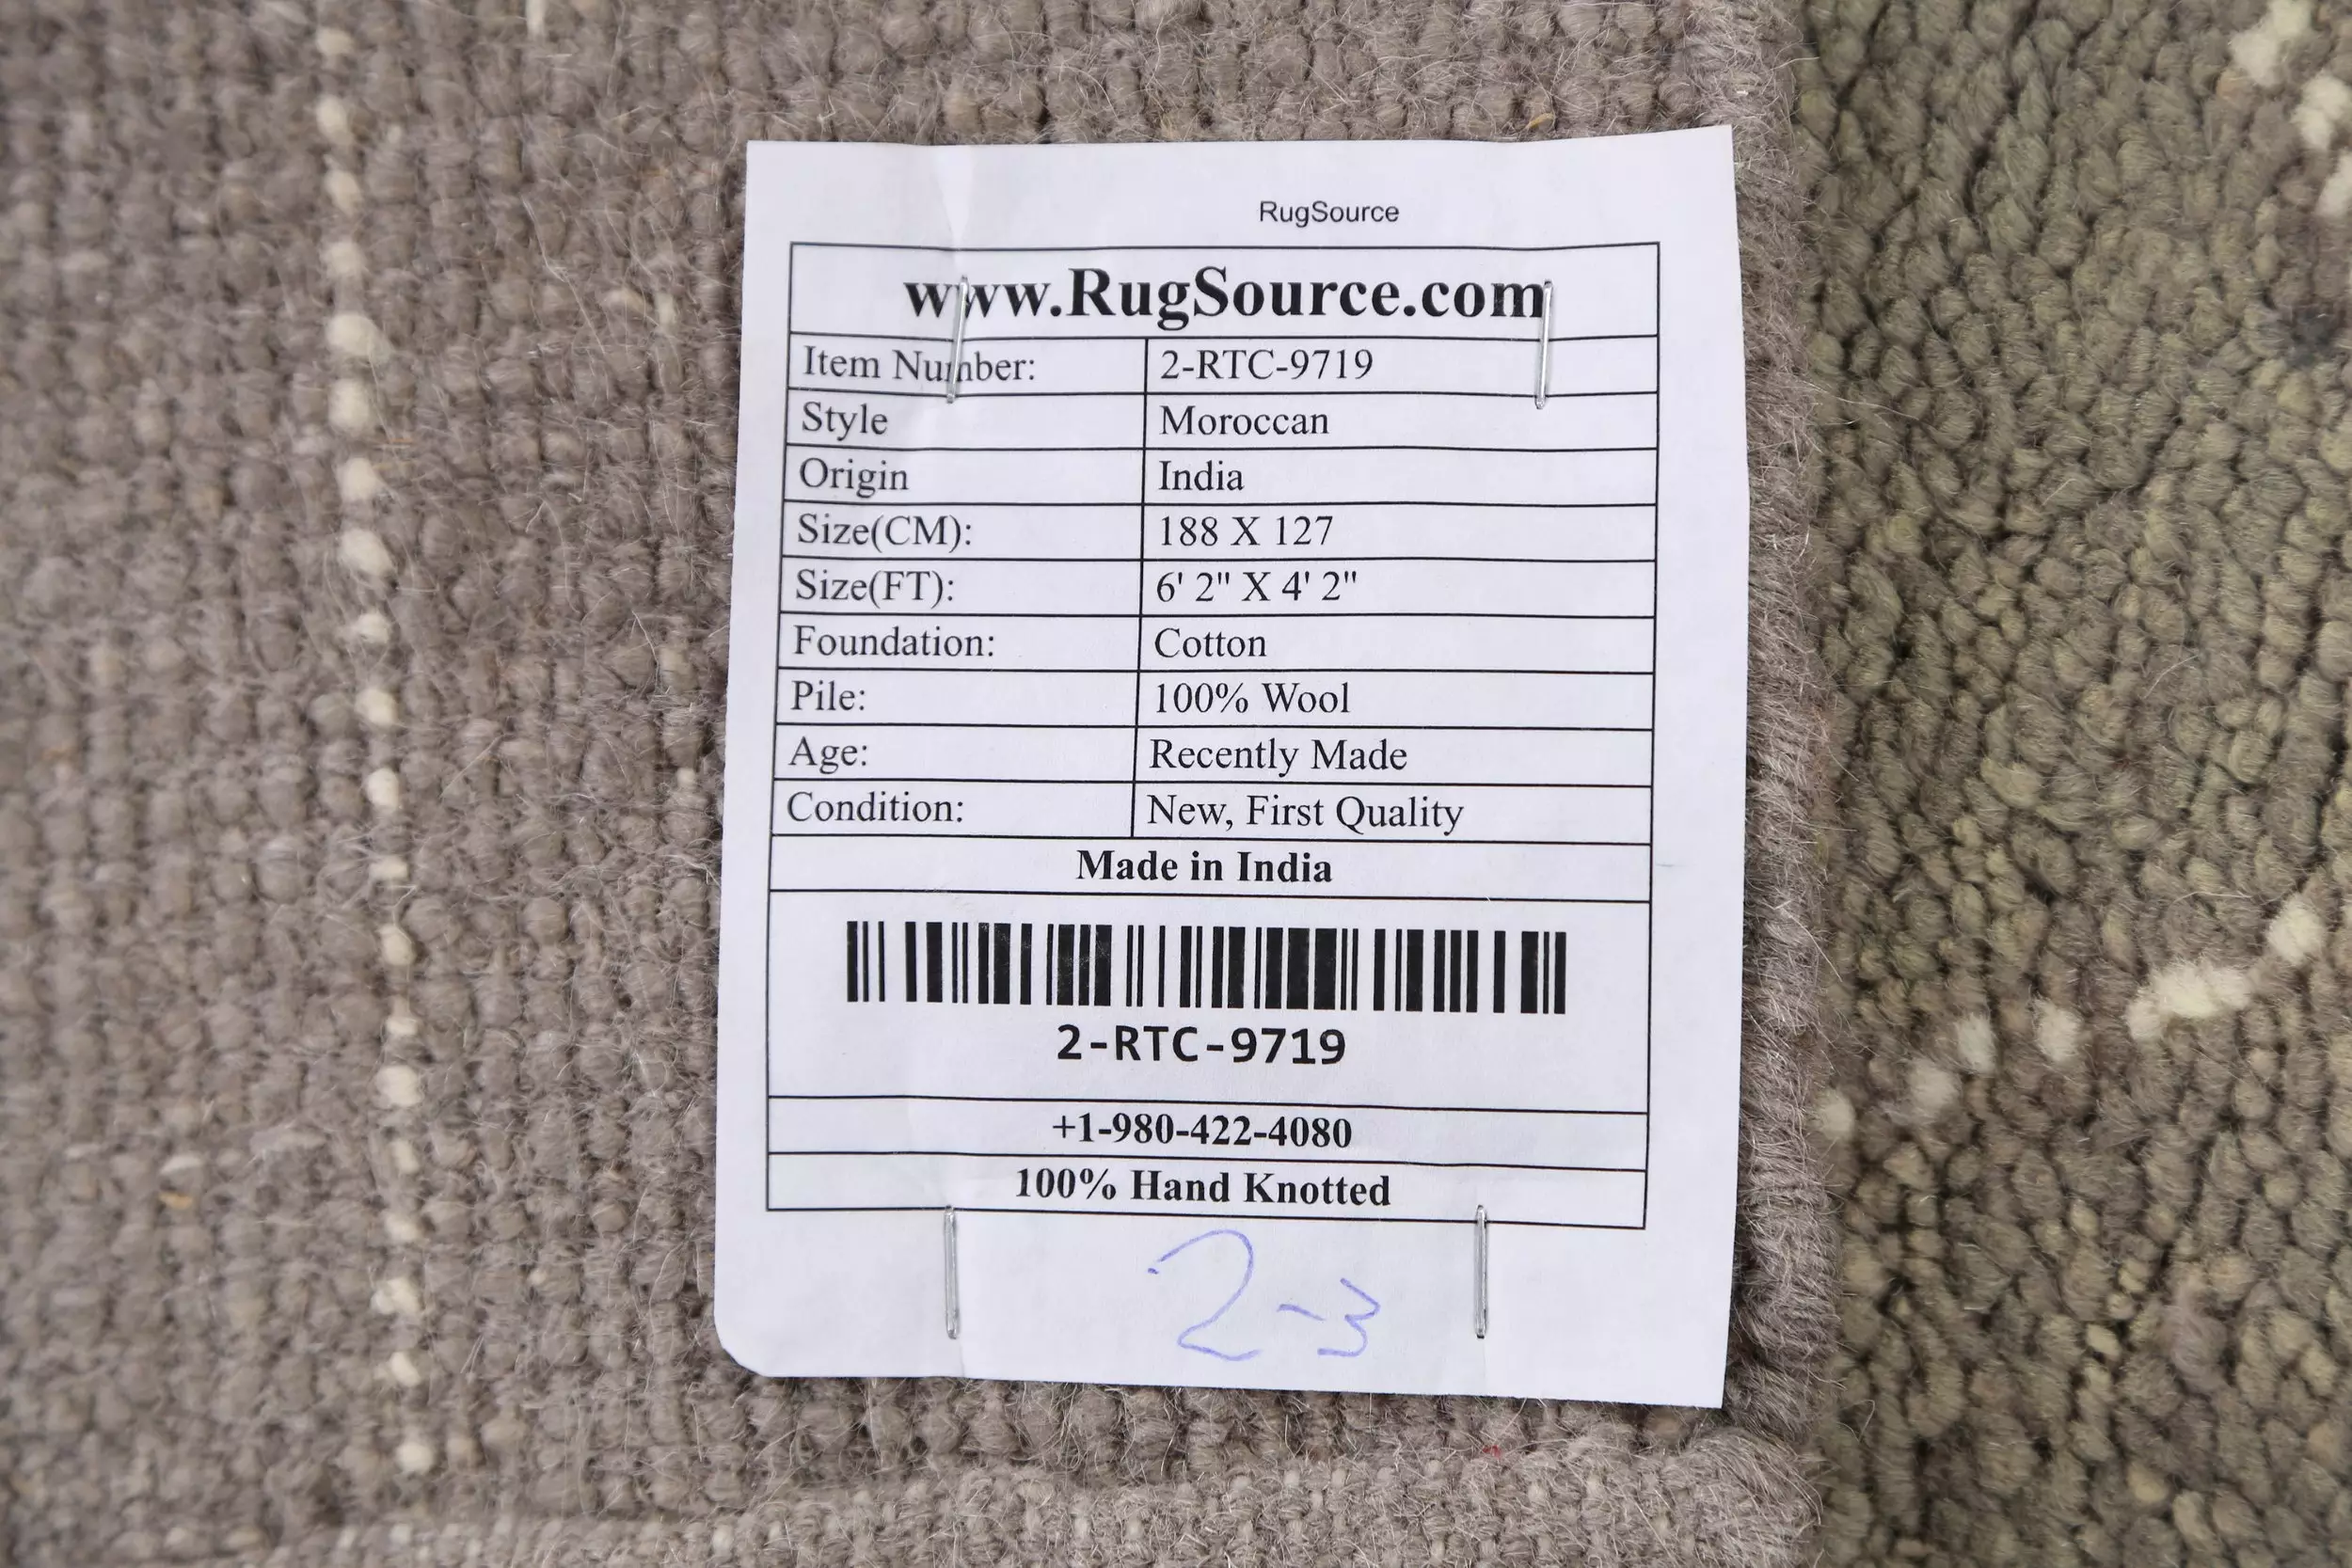 RugSource
www.RugSource.com
Item Number: 2-RTC-9719
Style Moroccan
Origin India
Size(CM): 188 X 127
Size(FT): 6' 2" X 4' 2"
Foundation: Cotton
Pile: 100% Wool
Age: Recently Made
Condition: New, First Quality
Made in India
2-RTC-9719
+1-980-422-4080
100% Hand Knotted
2-3